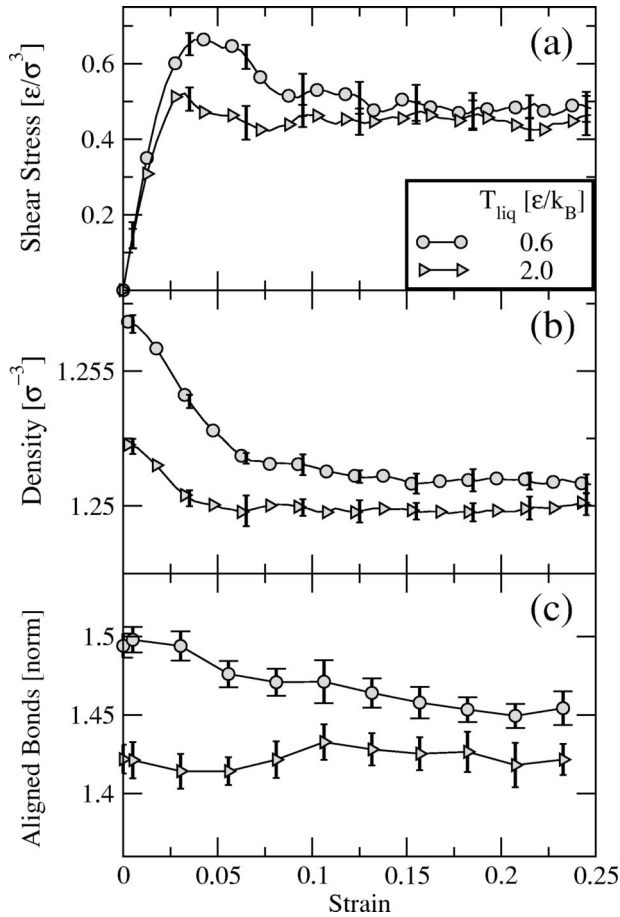 (a)
0.6
0.4
0.2
Shear Stress [ε/σ³]
T_liq [ε/k_B]
0.6
2.0
(b)
1.255
1.25
Density [σ⁻³]
(c)
1.5
1.45
1.4
Aligned Bonds [norm]
0 0.05 0.1 0.15 0.2 0.25
Strain